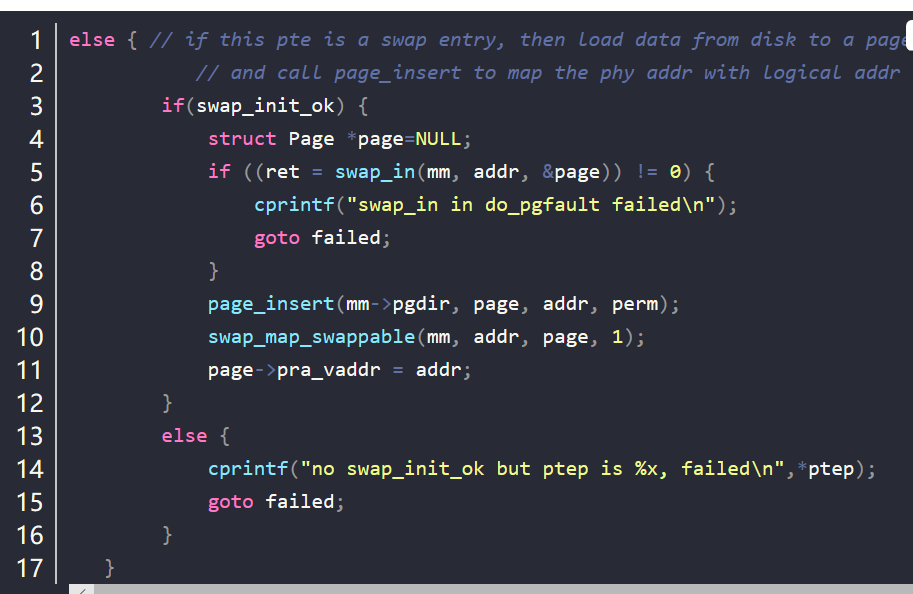 1 else { // if this pte is a swap entry, then load data from disk to a page
2 // and call page_insert to map the phy addr with logical addr
3 if(swap_init_ok) {
4 struct Page *page=NULL;
5 if ((ret = swap_in(mm, addr, &page)) != 0) {
6 cprintf("swap_in in do_pgfault failed\n");
7 goto failed;
8 }
9 page_insert(mm->pgdir, page, addr, perm);
10 swap_map_swappable(mm, addr, page, 1);
11 page->pra_vaddr = addr;
12 }
13 else {
14 cprintf("no swap_init_ok but ptep is %x, failed\n",*ptep);
15 goto failed;
16 }
17 }